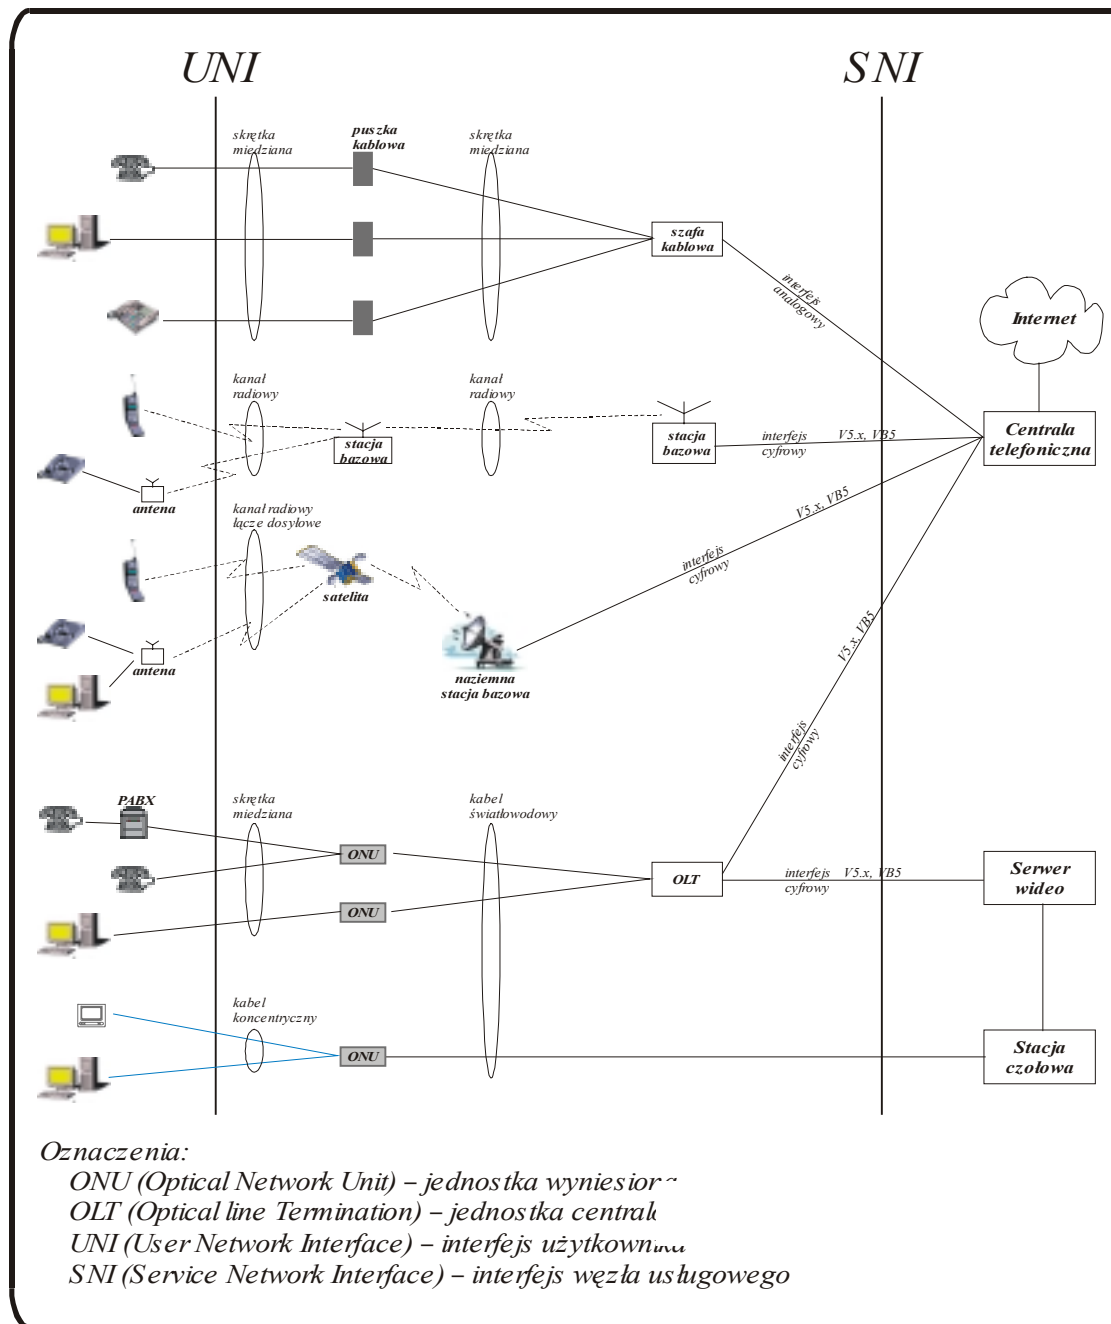 UNI
SNI
skrętka
miedziana
puszka
kablowa
skrętka
miedziana
szafa
kablowa
interfejs
analogowy
Internet
kanał
radiowy
kanał
radiowy
stacja
bazowa
stacja
bazowa
interfejs V5.x, VB5
cyfrowy
Centrala
telefoniczna
antena
kanał radiowy
łącze dosyłowe
V5.x, VB5
interfejs
cyfrowy
satelita
antena
naziemna
stacja bazowa
V5.x, VB5
interfejs
cyfrowy
PABX
skrętka
miedziana
kabel
światłowodowy
ONU
OLT
interfejs V5.x, VB5
cyfrowy
Serwer
wideo
ONU
kabel
koncentryczny
ONU
Stacja
czołowa
Oznaczenia:
ONU (Optical Network Unit) – jednostka
OLT (Optical line Termination) – jednostka
UNI (User Network Interface) – interfejs użytkownika
SNI (Service Network Interface) – interfejs węzła usługowego